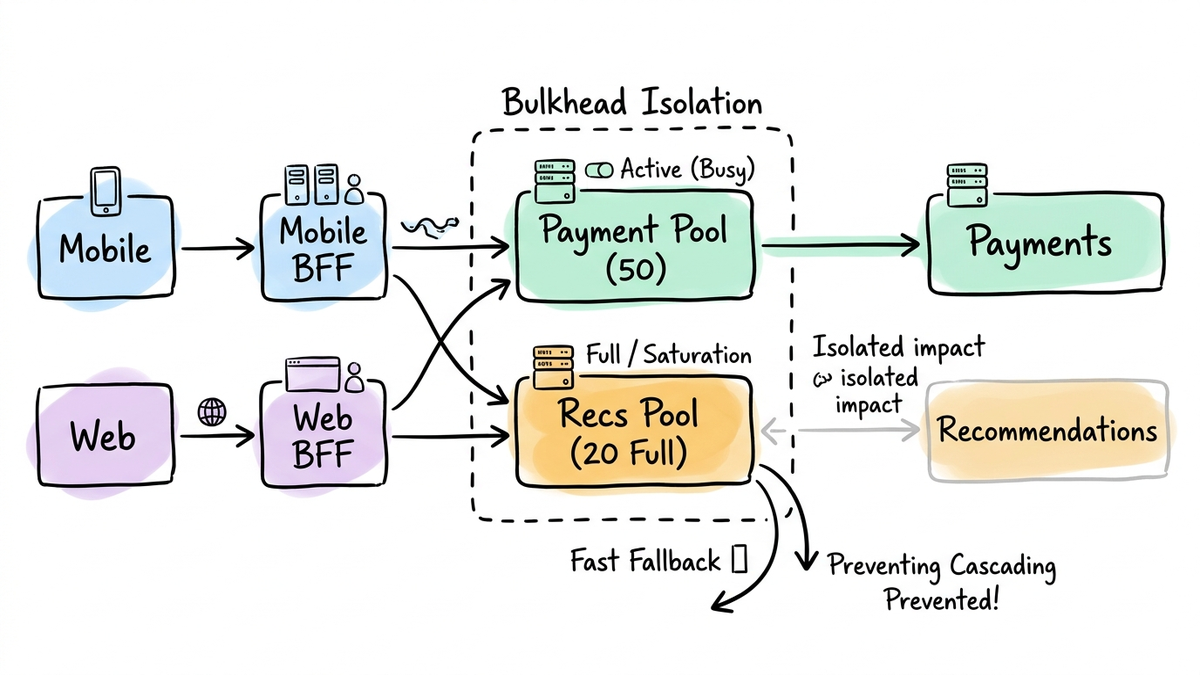 Bulkhead Isolation
Active (Busy)
Mobile
Mobile
BFF
Payment Pool
(50)
Payments
Full / Saturation
Isolated impact
isolated
impact
Web
Web
BFF
Recs Pool
(20 Full)
Recommendations
Fast Fallback
Preventing Cascading
Prevented!